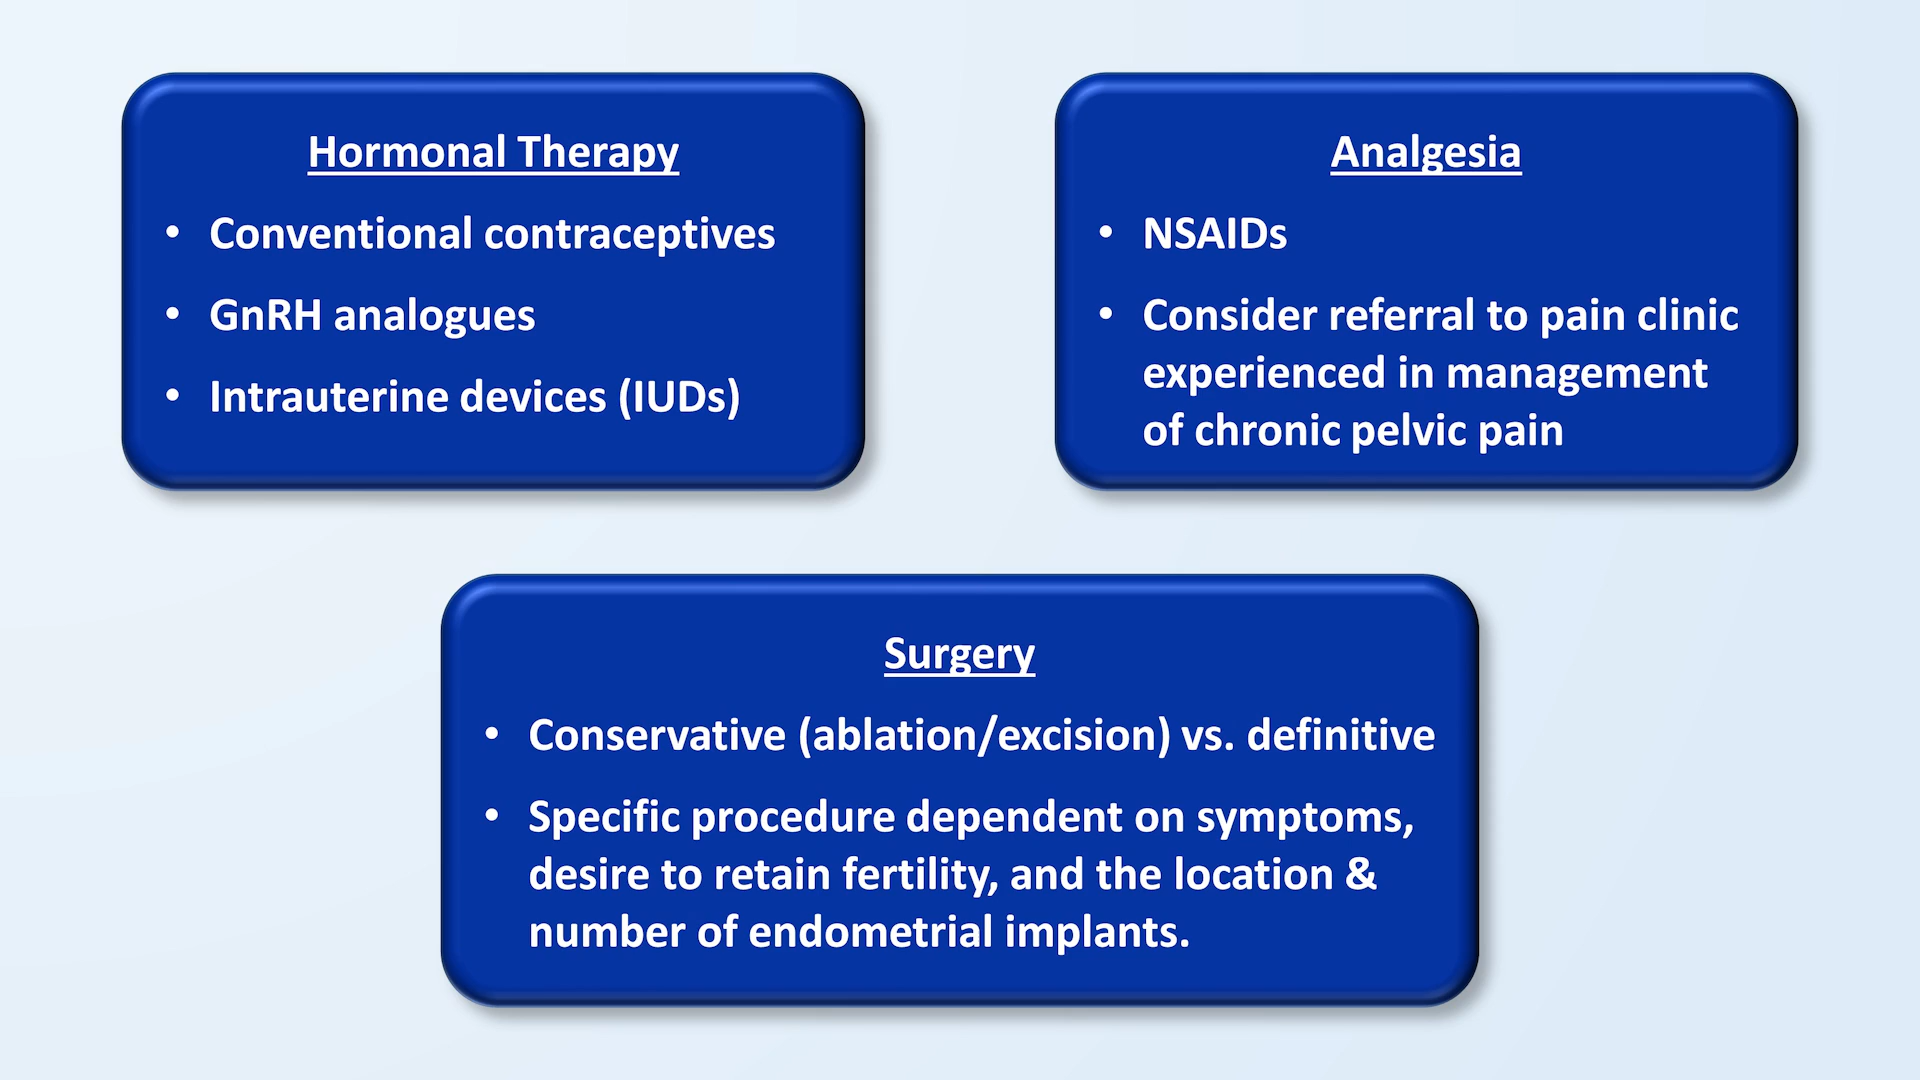 Hormonal Therapy
• Conventional contraceptives
• GnRH analogues
• Intrauterine devices (IUDs)
Analgesia
• NSAIDs
• Consider referral to pain clinic
experienced in management
of chronic pelvic pain
Surgery
• Conservative (ablation/excision) vs. definitive
• Specific procedure dependent on symptoms,
desire to retain fertility, and the location &
number of endometrial implants.